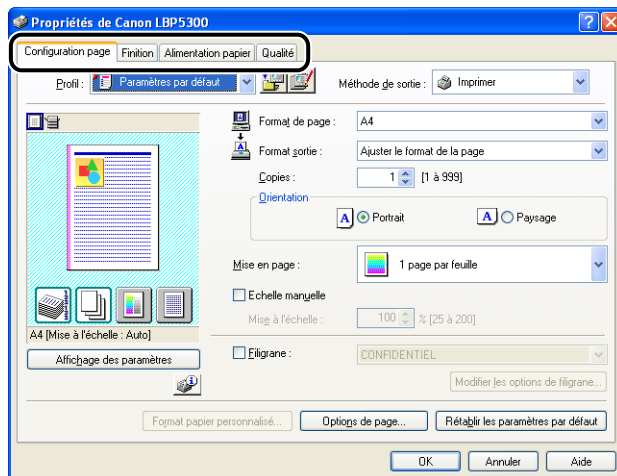 Propriétés de Canon LBP5300
Configuration page Finition Alimentation papier Qualité
Profil : Paramètres par défaut Méthode de sortie : Imprimer
Format de page : A4
Format sortie : Ajuster le format de la page
Copies : 1 [1 à 999]
Orientation
A Portrait A Paysage
Mise en page : 1 page par feuille
Echelle manuelle
Mise à l'échelle : 100 % [25 à 200]
A4 [Mise à l'échelle : Auto]
Affichage des paramètres
Filigrane : CONFIDENTIEL
Modifier les options de filigrane...
Format papier personnalisé... Options de page... Rétablir les paramètres par défaut
OK Annuler Aide